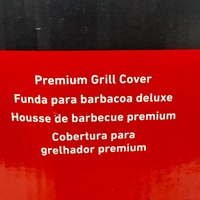 Premium Grill Cover
Funda para barbacoa deluxe
Housse de barbecue premium
Cobertura para
grelhador premium